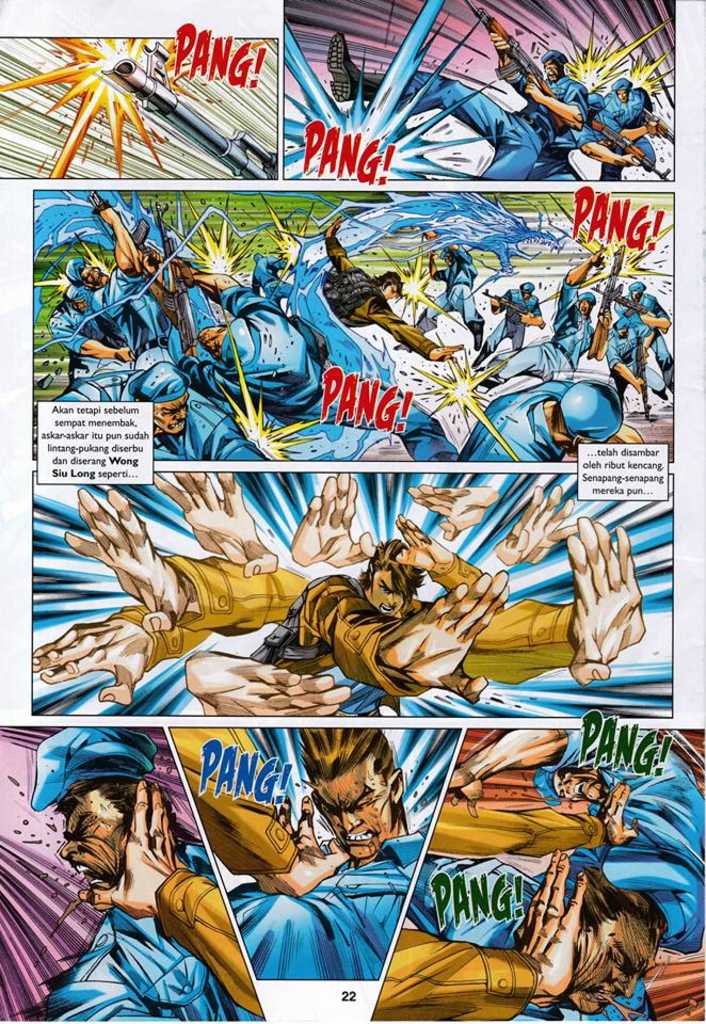 PANG!
PANG!
PANG!
PANG!
Akan tetapi sebelum
sempat menembak,
askar-askar itu pun sudah
lintang-pukang diserbu
dan diserang Wong
Siu Long seperti...
...telah disambar
oleh ribut kencang.
Senapang-senapang
mereka pun...
PANG!
PANG!
PANG!
22